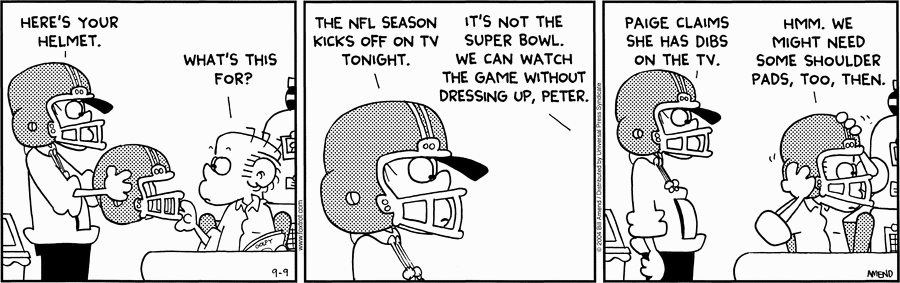 HERE'S YOUR
HELMET.
WHAT'S THIS
FOR?
GOLFY
9-9
www.foxtrot.com
THE NFL SEASON
KICKS OFF ON TV
TONIGHT.
IT'S NOT THE
SUPER BOWL.
WE CAN WATCH
THE GAME WITHOUT
DRESSING UP, PETER.
© 2004 Bill Amend / Distributed by Universal Press Syndicate
PAIGE CLAIMS
SHE HAS DIBS
ON THE TV.
HMM. WE
MIGHT NEED
SOME SHOULDER
PADS, TOO, THEN.
AMEND